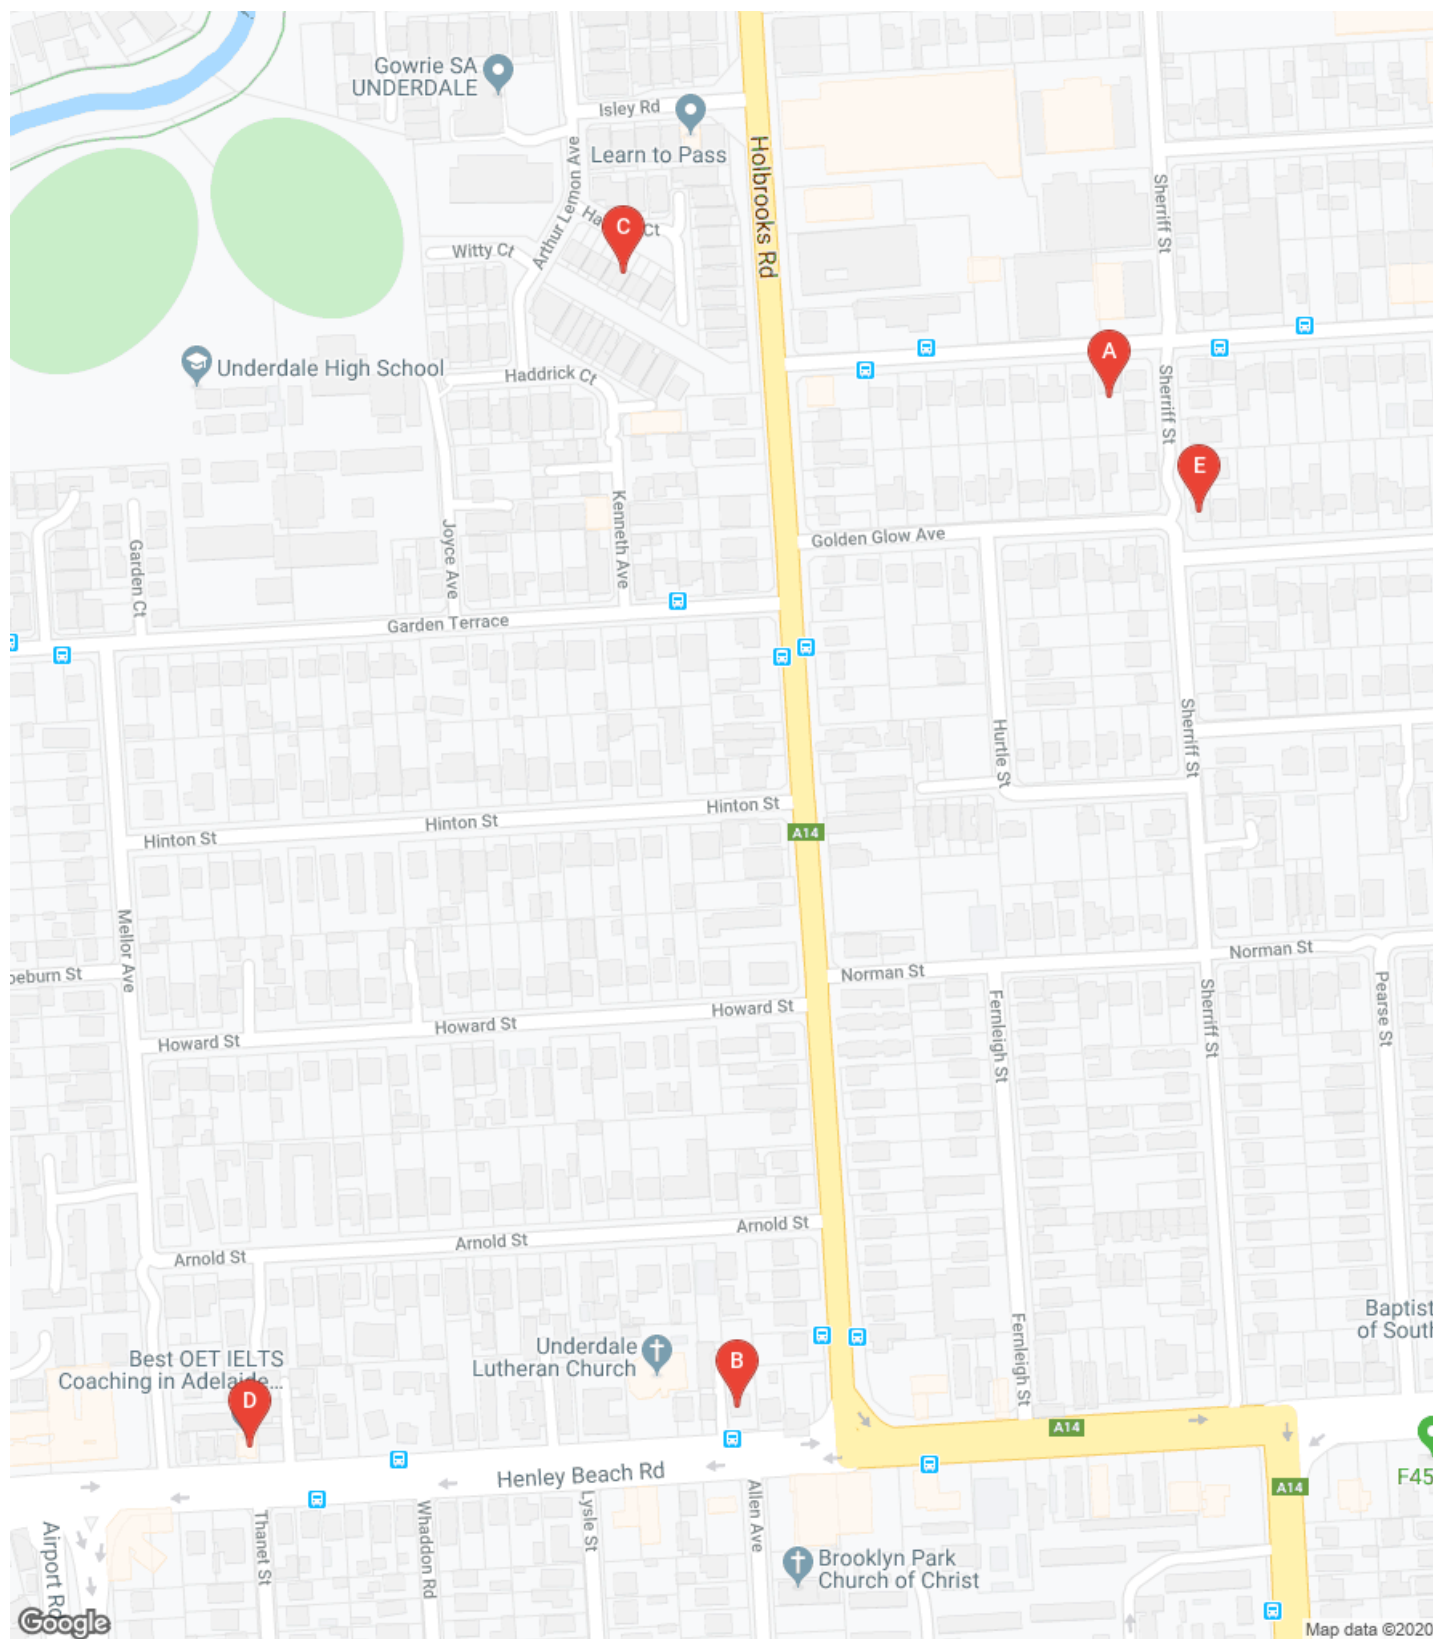 Gowrie SA
UNDERDALE
Isley Rd
Learn to Pass
Holbrooks Rd
Arthur Lemon Ave
Sherriff St
C
Ct
Witty Ct
A
Underdale High School
Haddrick Ct
Sherriff St
E
Kenneth Ave
Joyce Ave
Garden Ct
Golden Glow Ave
Garden Terrace
Sherriff St
Hurtle St
Hinton St
Hinton St
Hinton St
A14
Mellor Ave
Norman St
Norman St
Howard St
Howard St
Howard St
Fernleigh St
Sherriff St
Pearse St
Arnold St
Arnold St
Arnold St
Fernleigh St
Baptist
of South
Underdale
Lutheran Church
B
Best OET IELTS
Coaching in Adelaide...
D
A14
Henley Beach Rd
F45
A14
Airport Rd
Thanet St
Whaddon Rd
Lysle St
Allen Ave
Brooklyn Park
Church of Christ
Google
Map data ©2020